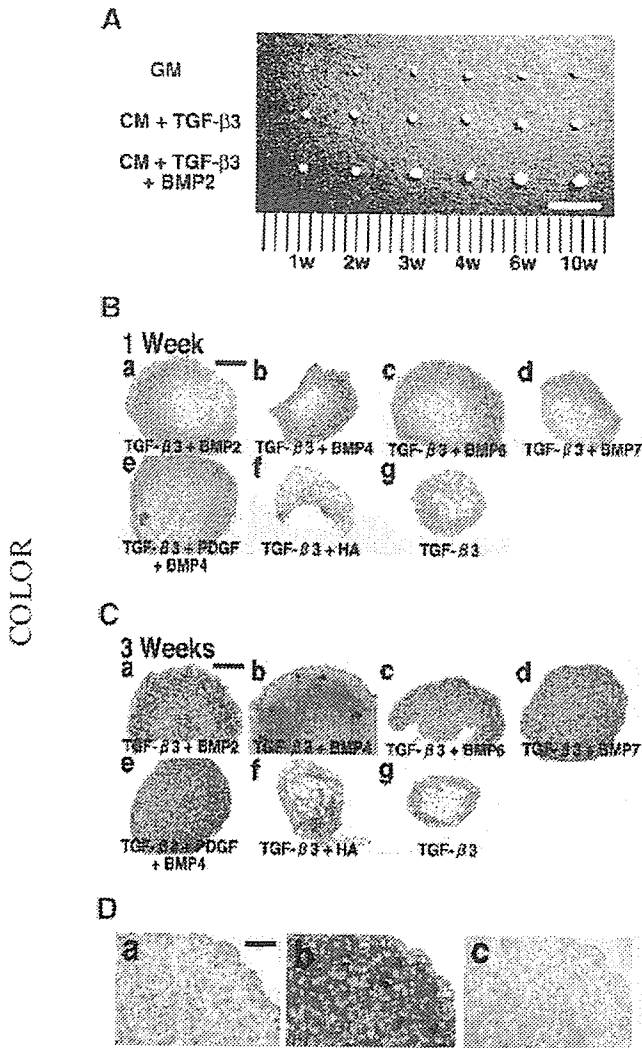 A
GM
CM + TGF-β3
CM + TGF-β3
+ BMP2
1w 2w 3w 4w 6w 10w
B
1 Week
a b c d
TGF-β3 + BMP2 TGF-β3 + BMP4 TGF-β3 + BMP6 TGF-β3 + BMP7
e f g
TGF-β3 + PDGF TGF-β3 + HA TGF-β3
+ BMP4
COLOR
C
3 Weeks
a b c d
TGF-β3 + BMP2 TGF-β3 + BMP4 TGF-β3 + BMP6 TGF-β3 + BMP7
e f g
TGF-β3 + PDGF TGF-β3 + HA TGF-β3
+ BMP4
D
a b c